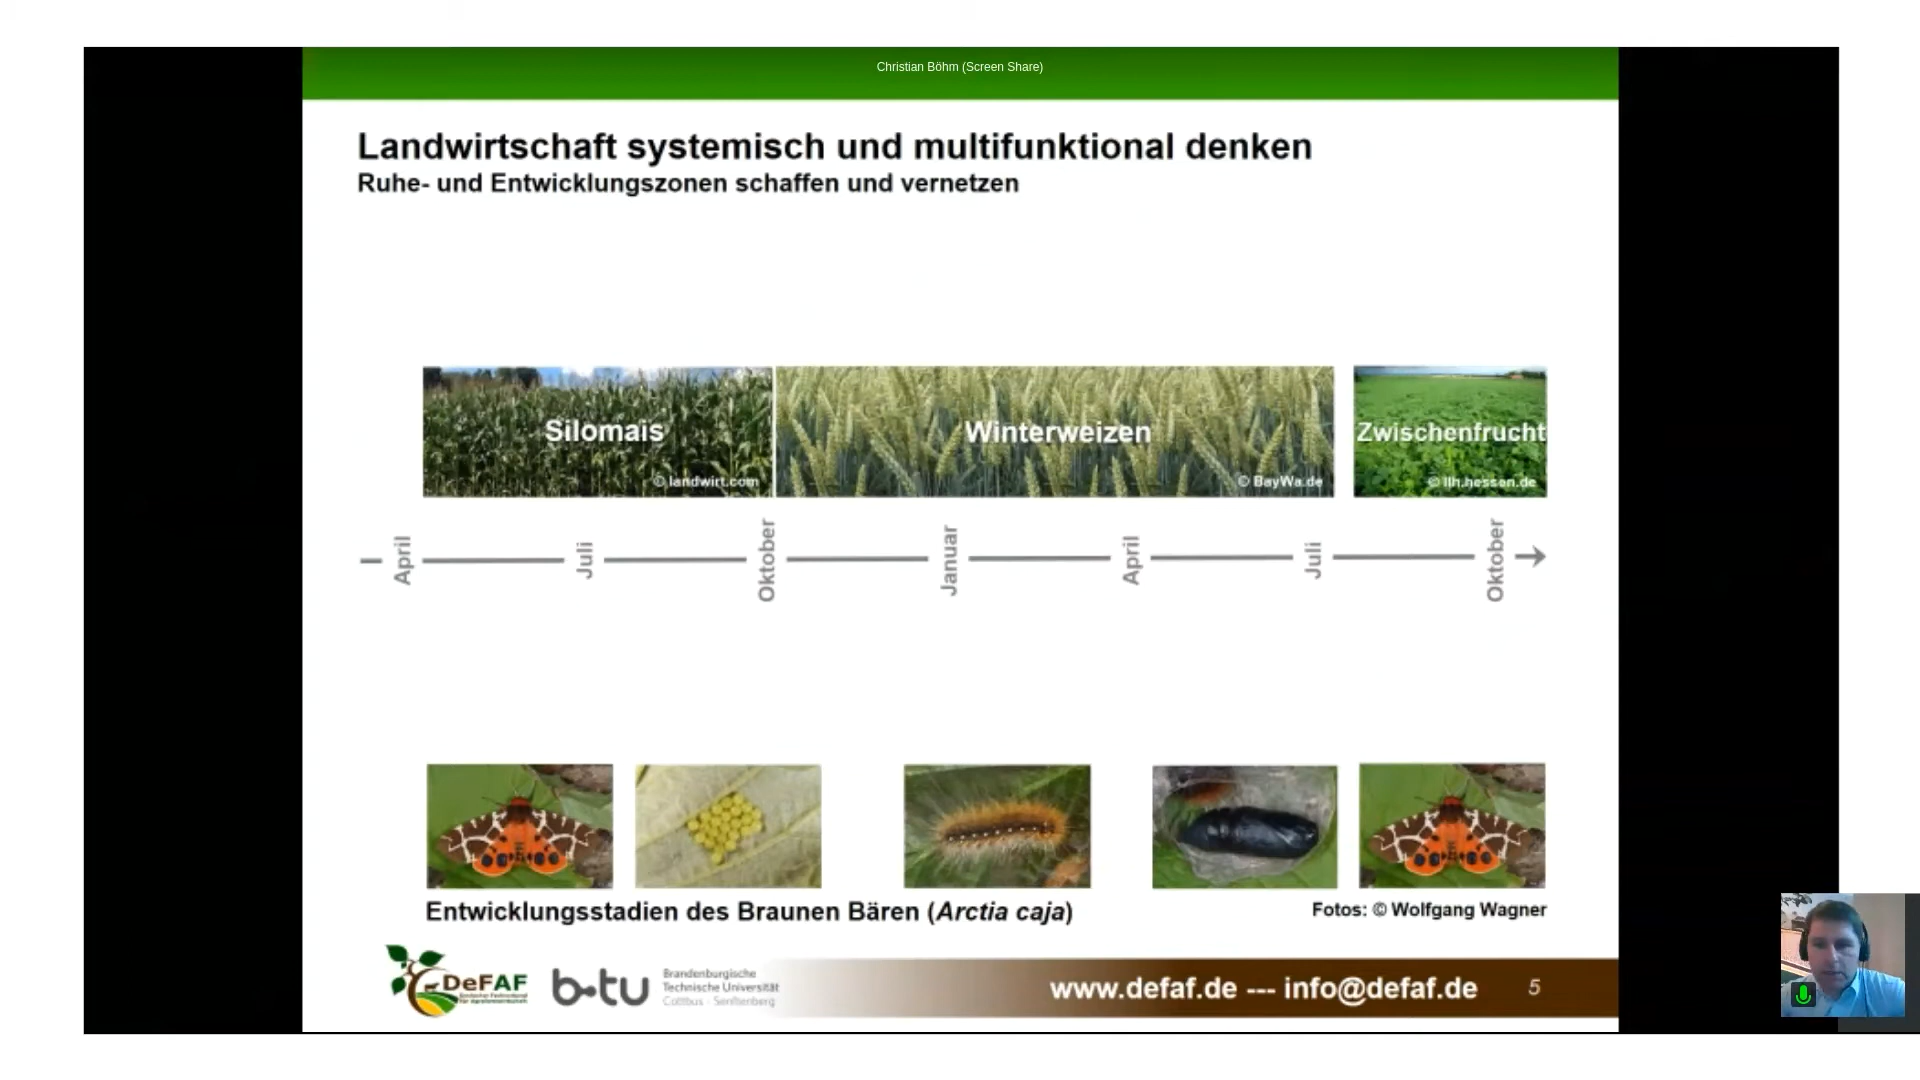 Christian Böhm (Screen Share)
Landwirtschaft systemisch und multifunktional denken
Ruhe- und Entwicklungszonen schaffen und vernetzen
Silomais
© landwirt.com
Winterweizen
© BayWa.de
Zwischenfrucht
© llh.hessen.de
April
Juli
Oktober
Januar
April
Juli
Oktober
Entwicklungsstadien des Braunen Bären (Arctia caja)
Fotos: © Wolfgang Wagner
DeFAF
b-tu
Brandenburgische
Technische Universität
Cottbus - Senftenberg
www.defaf.de --- info@defaf.de
5